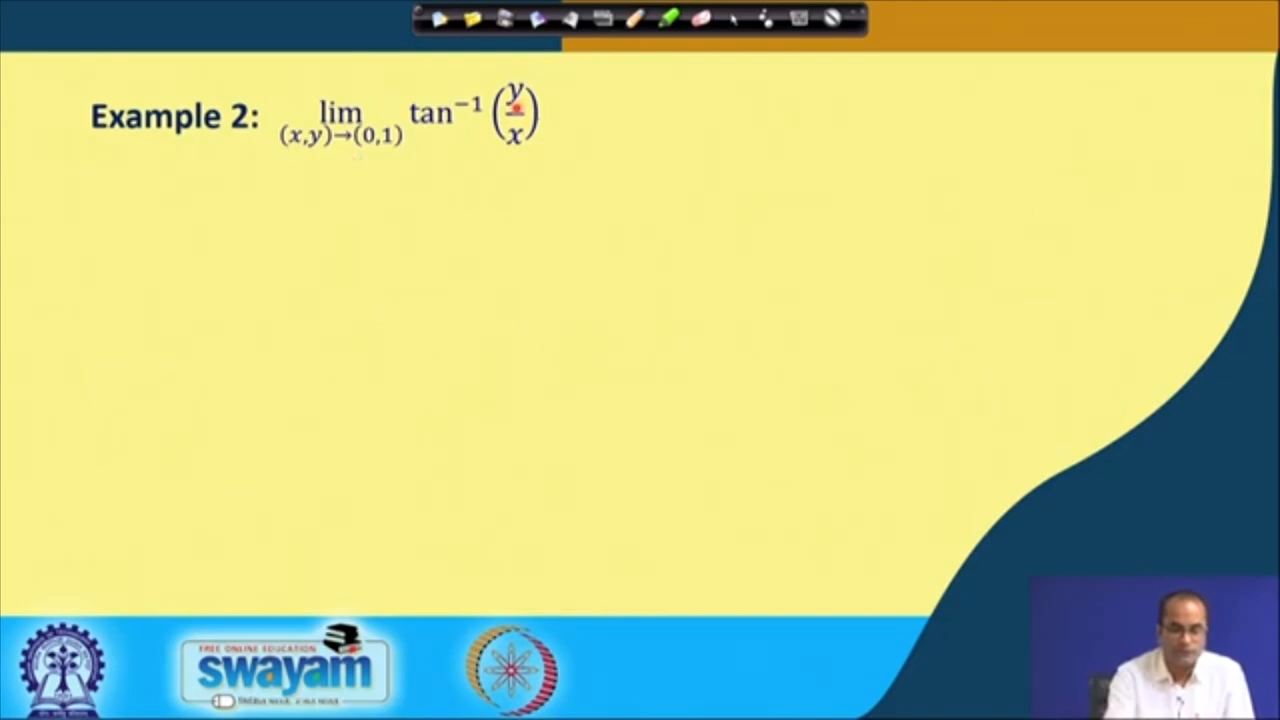 Example 2: lim (x,y)→(0,1) tan⁻¹ (y/x)
FREE ONLINE EDUCATION
swayam